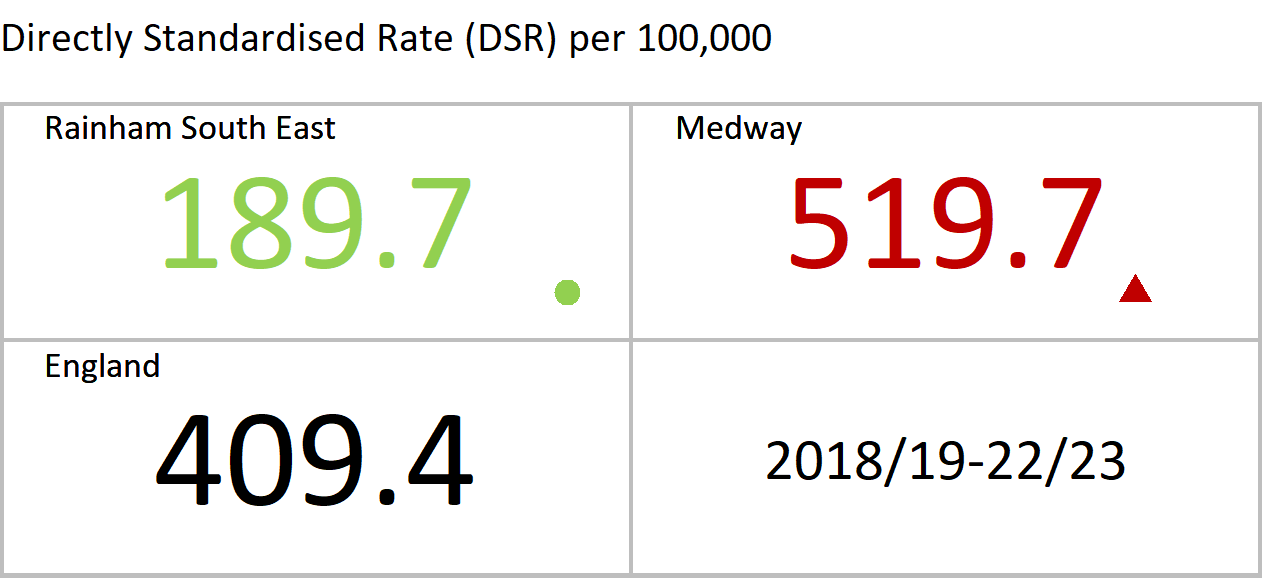 Directly Standardised Rate (DSR) per 100,000
Rainham South East
189.7
Medway
519.7
England
409.4
2018/19-22/23